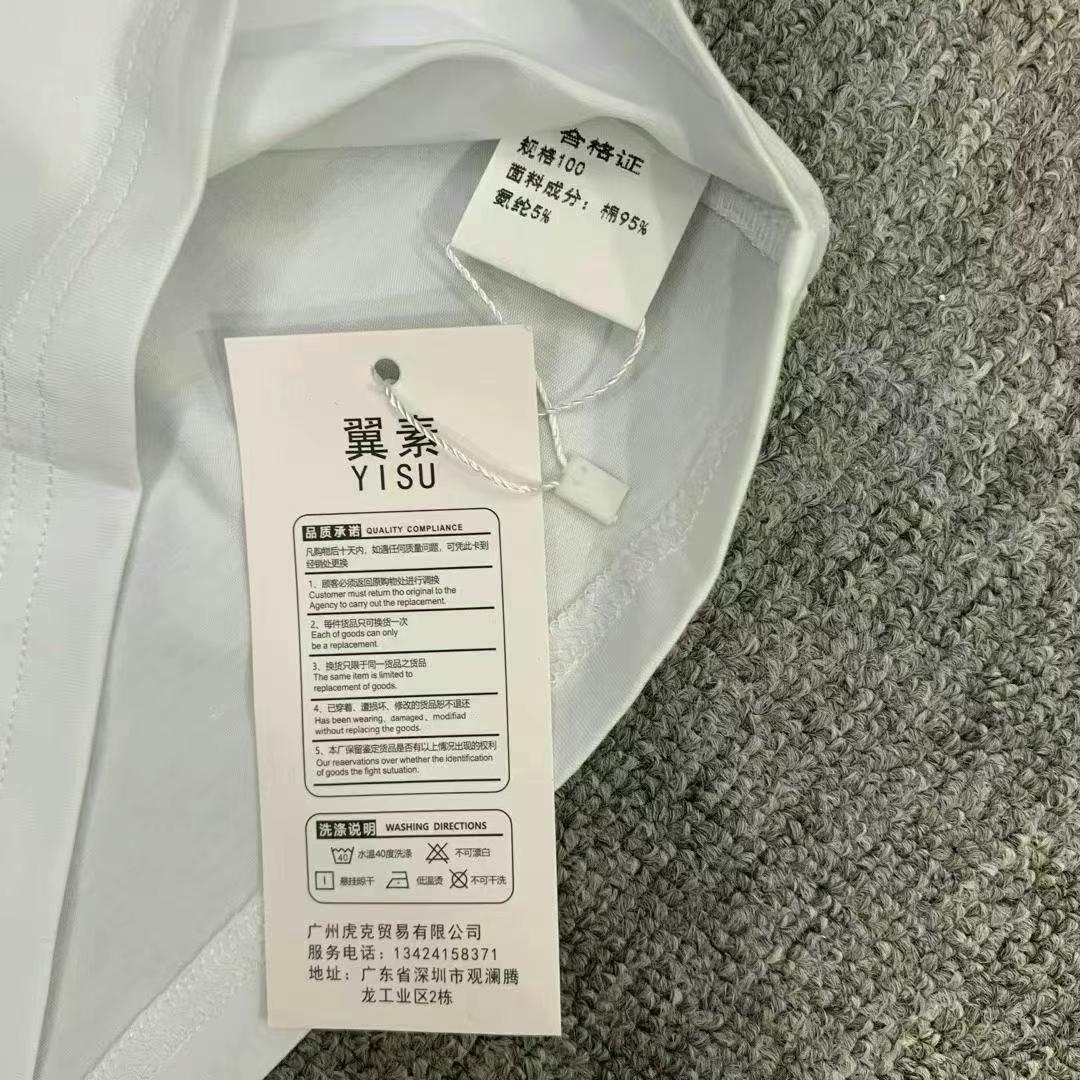 合格证
规格100
面料成分：棉95%
氨纶5%
翼素
YISU
品质承诺 QUALITY COMPLIANCE
凡购物后十天内，如遇任何质量问题，可凭此卡到
经销处更换
1、顾客必须返回原购物处进行调换
Customer must return tho original to the
Agency to carry out the replacement.
2、每件货品只可换货一次
Each of goods can only
be a replacement.
3、换货只限于同一货品之货品
The same item is limited to
replacement of goods.
4、已穿着、遭损坏、修改的货品恕不退还
Has been wearing、damaged、modifiad
without replacing the goods.
5、本厂保留鉴定货品是否有以上情况出现的权利
Our reaervations over whether the identification
of goods the fight sutuation.
洗涤说明 WASHING DIRECTIONS
40 水温40度洗涤 不可漂白
悬挂晾干 低温烫 不可干洗
广州虎克贸易有限公司
服务电话：13424158371
地址：广东省深圳市观澜腾
龙工业区2栋